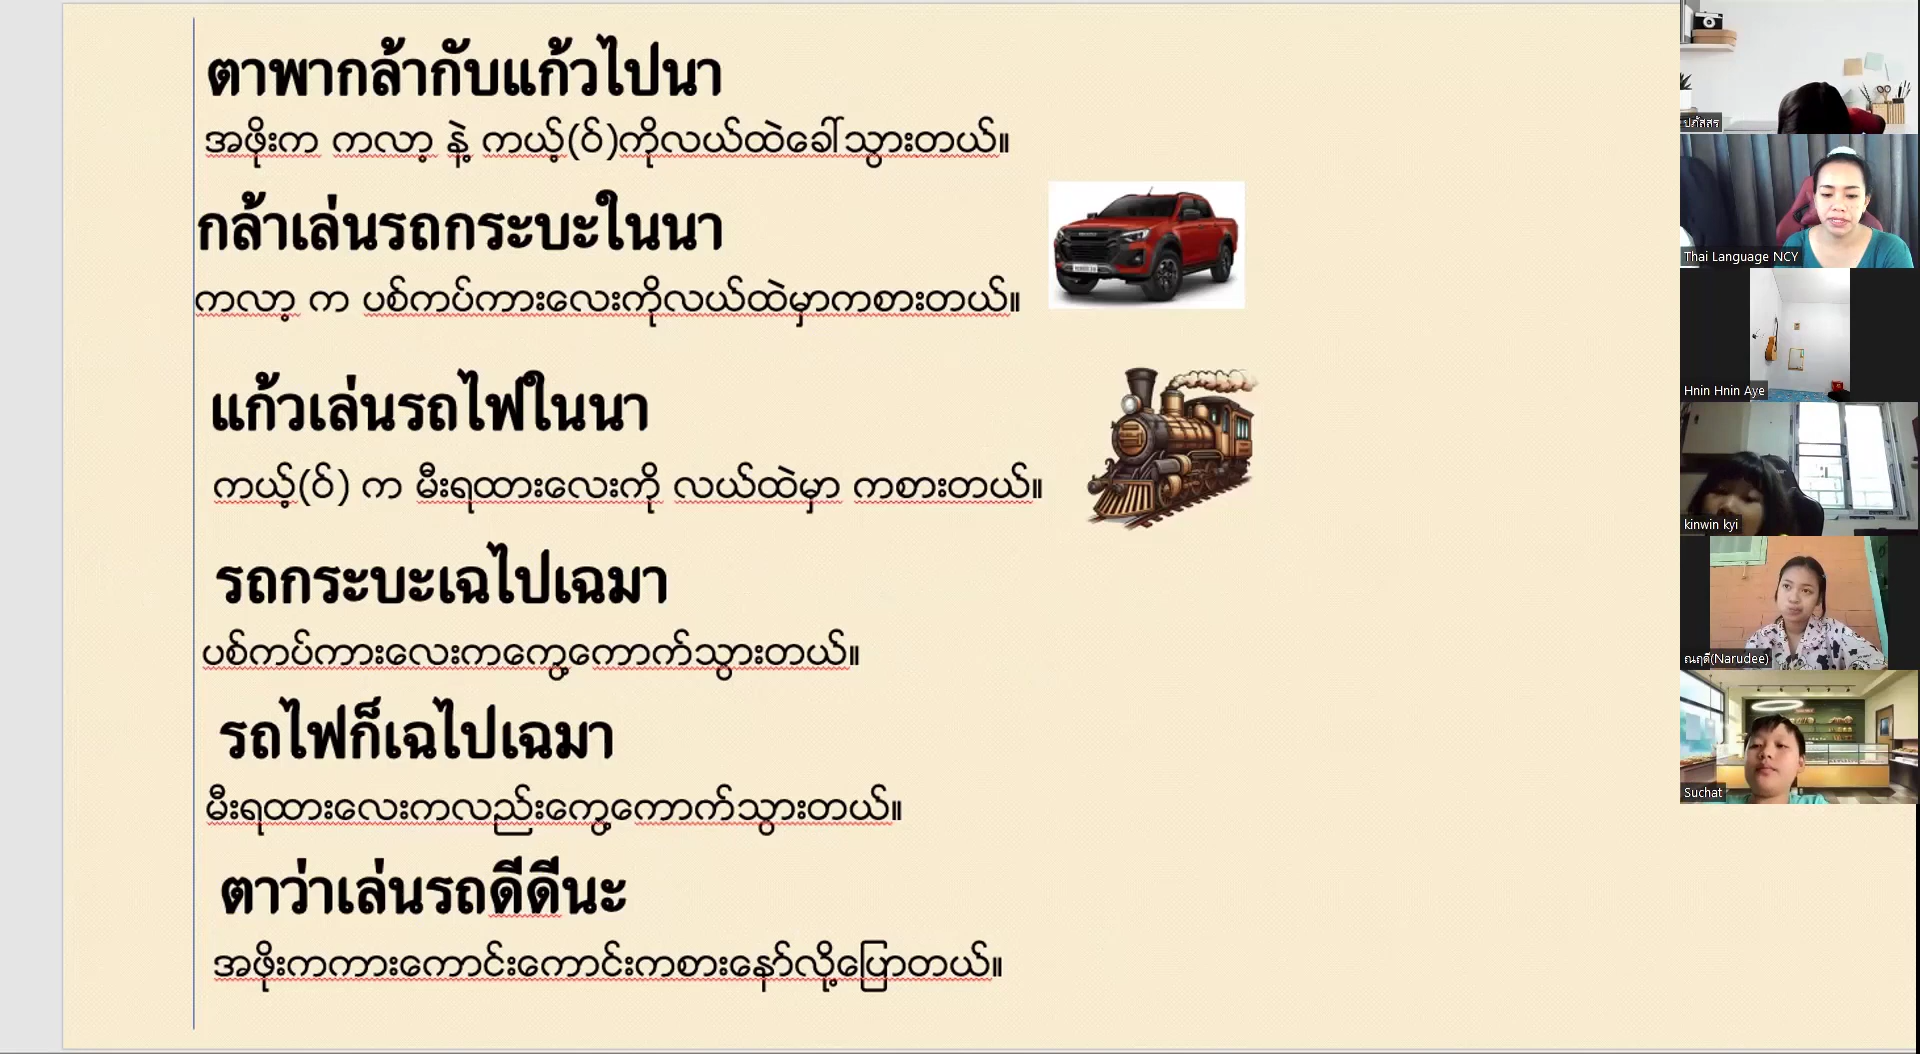 ตาพากล้ากับแก้วไปนา
အဖိုးက ကလာ့ နဲ့ ကယ့်(ဝ်)ကိုလယ်ထဲခေါ်သွားတယ်။
กล้าเล่นรถกระบะในนา
ကလာ့ က ပစ်ကပ်ကားလေးကိုလယ်ထဲမှာကစားတယ်။
แก้วเล่นรถไฟในนา
ကယ့်(ဝ်) က မီးရထားလေးကို လယ်ထဲမှာ ကစားတယ်။
รถกระบะเฉไปเฉมา
ပစ်ကပ်ကားလေးကကွေ့ကောက်သွားတယ်။
รถไฟก็เฉไปเฉมา
မီးရထားလေးကလည်းကွေ့ကောက်သွားတယ်။
ตาว่าเล่นรถดีดีนะ
အဖိုးကကားကောင်းကောင်းကစားနော်လို့ပြောတယ်။
ปภัสสร
Thai Language NCY
Hnin Hnin Aye
kinwin kyi
ณฤดี(Narudee)
Suchat